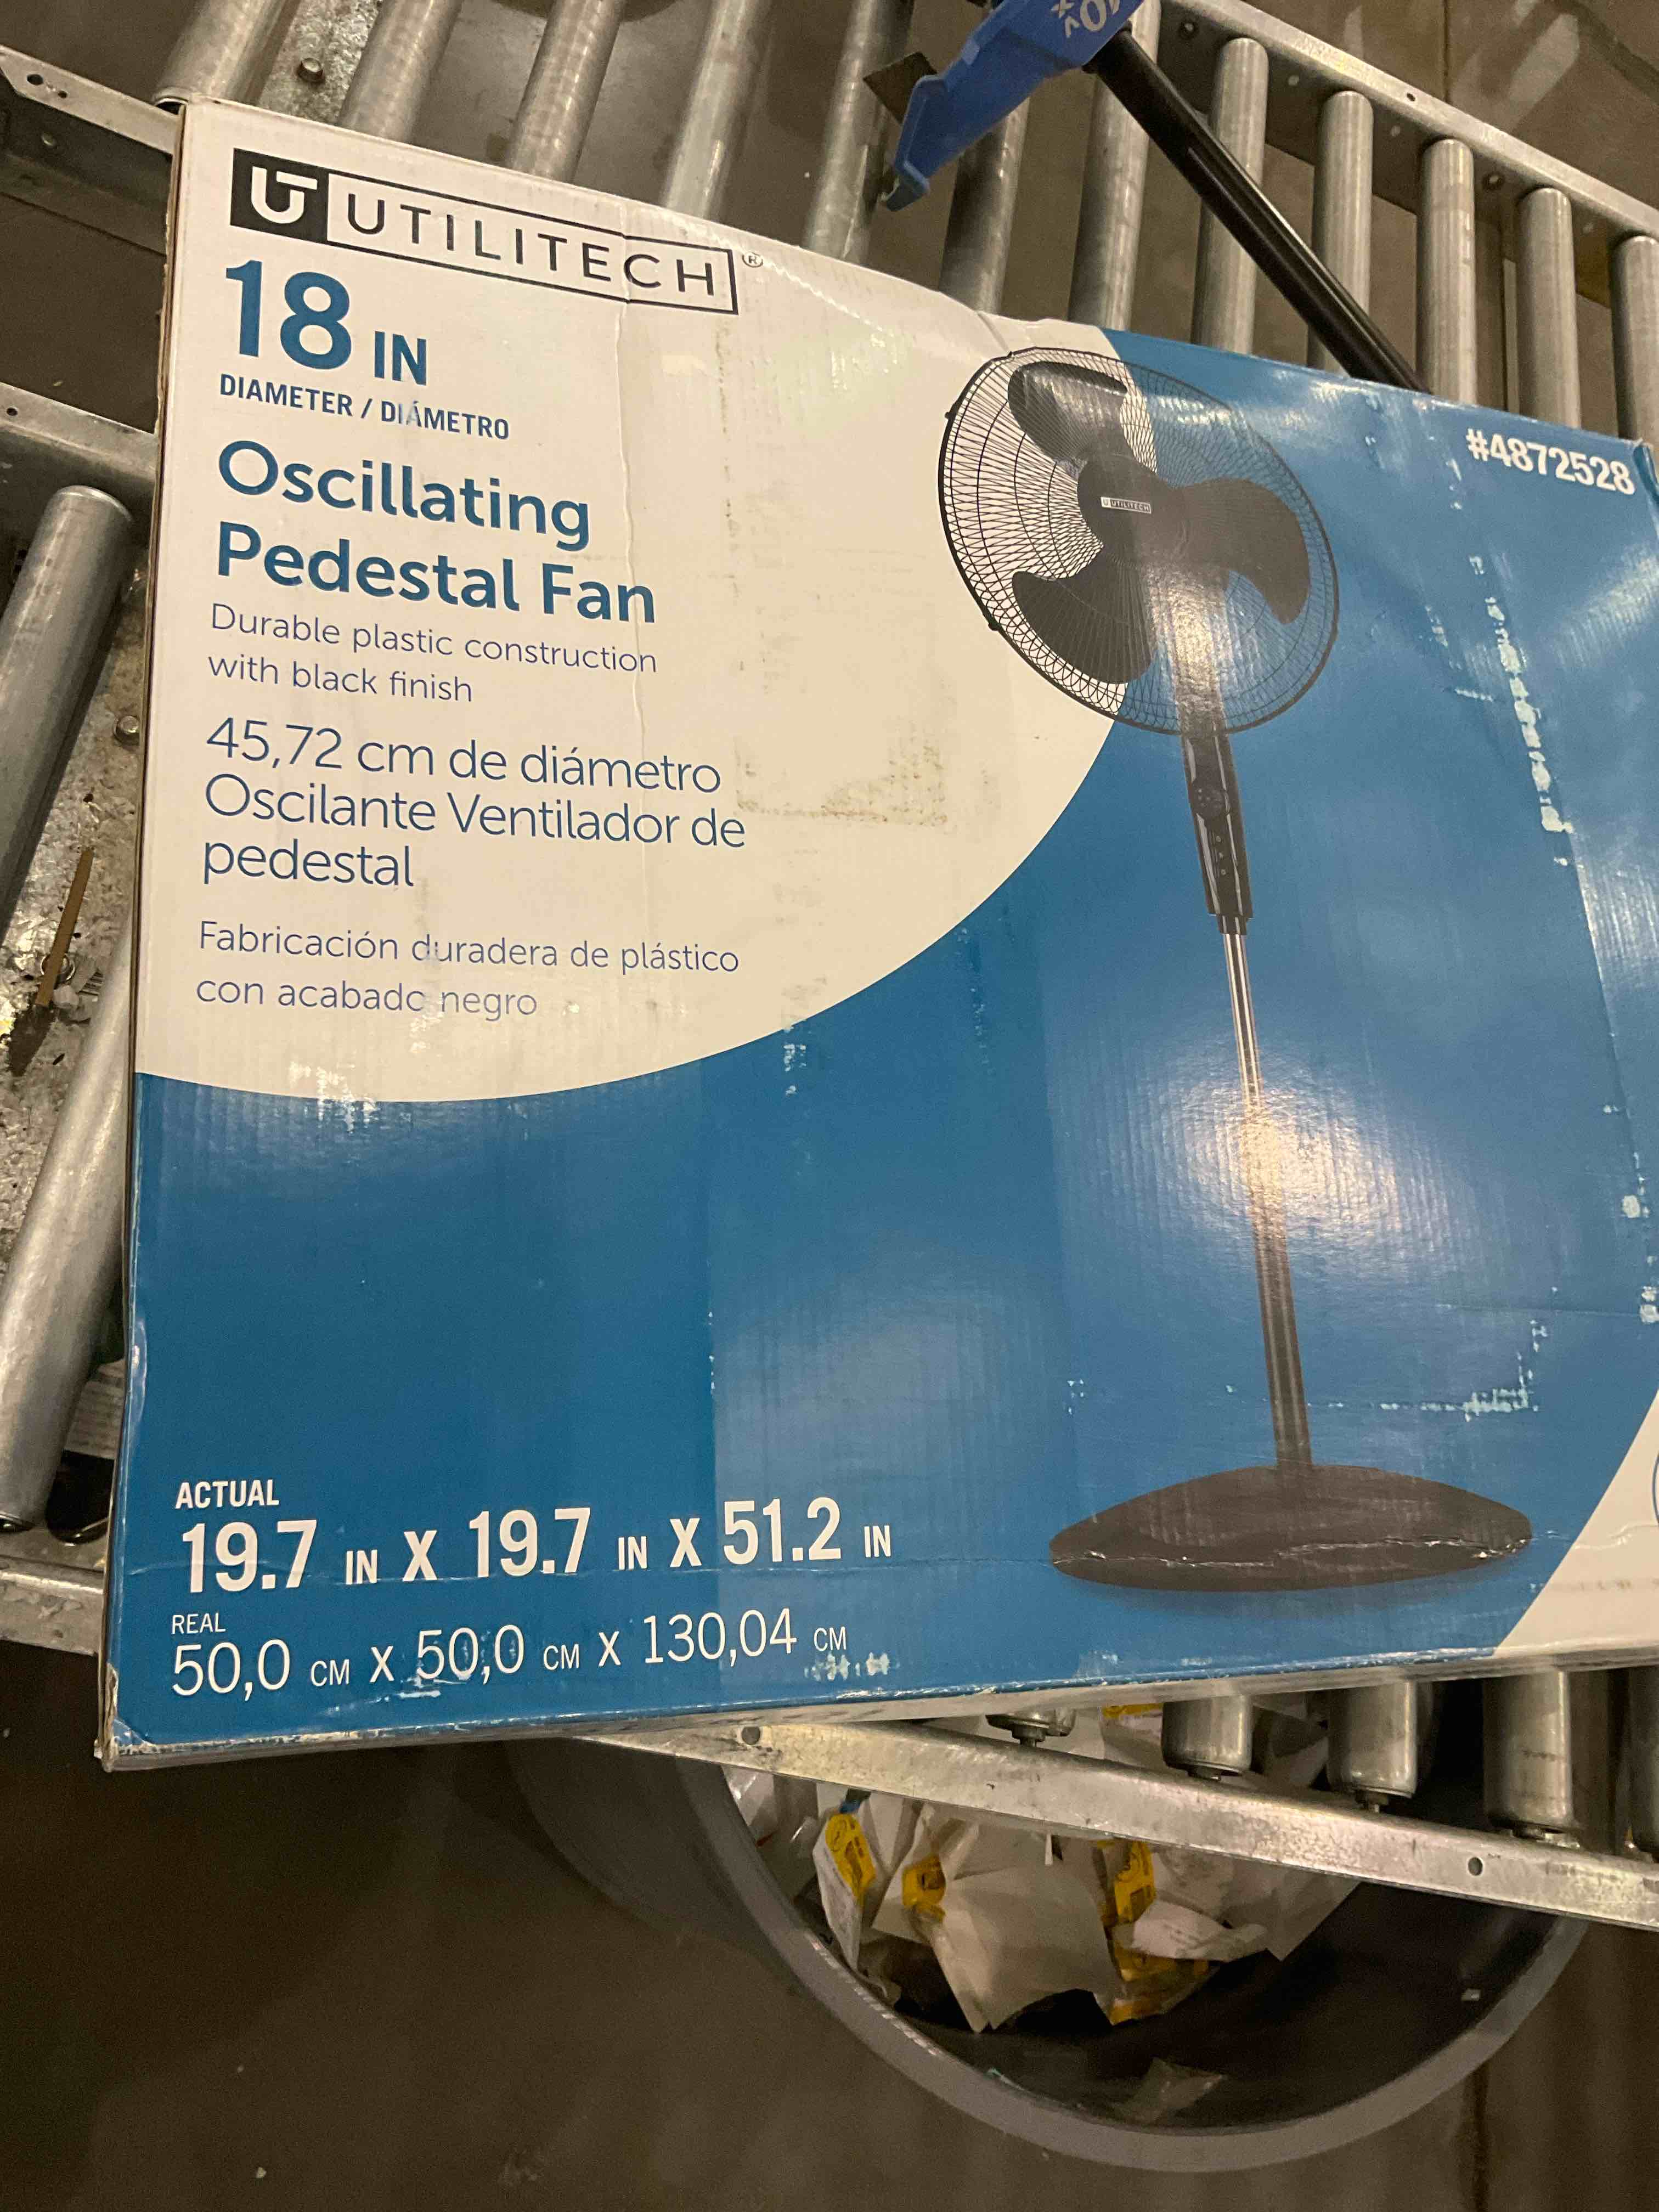 40V
X
UTILITECH®
18 IN
DIAMETER / DIÁMETRO
Oscillating
Pedestal Fan
Durable plastic construction
with black finish
45,72 cm de diámetro
Oscilante Ventilador de
pedestal
Fabricación duradera de plástico
con acabado negro
#4872528
UTILITECH
ACTUAL
19.7 IN X 19.7 IN X 51.2 IN
REAL
50,0 CM X 50,0 CM X 130,04 CM